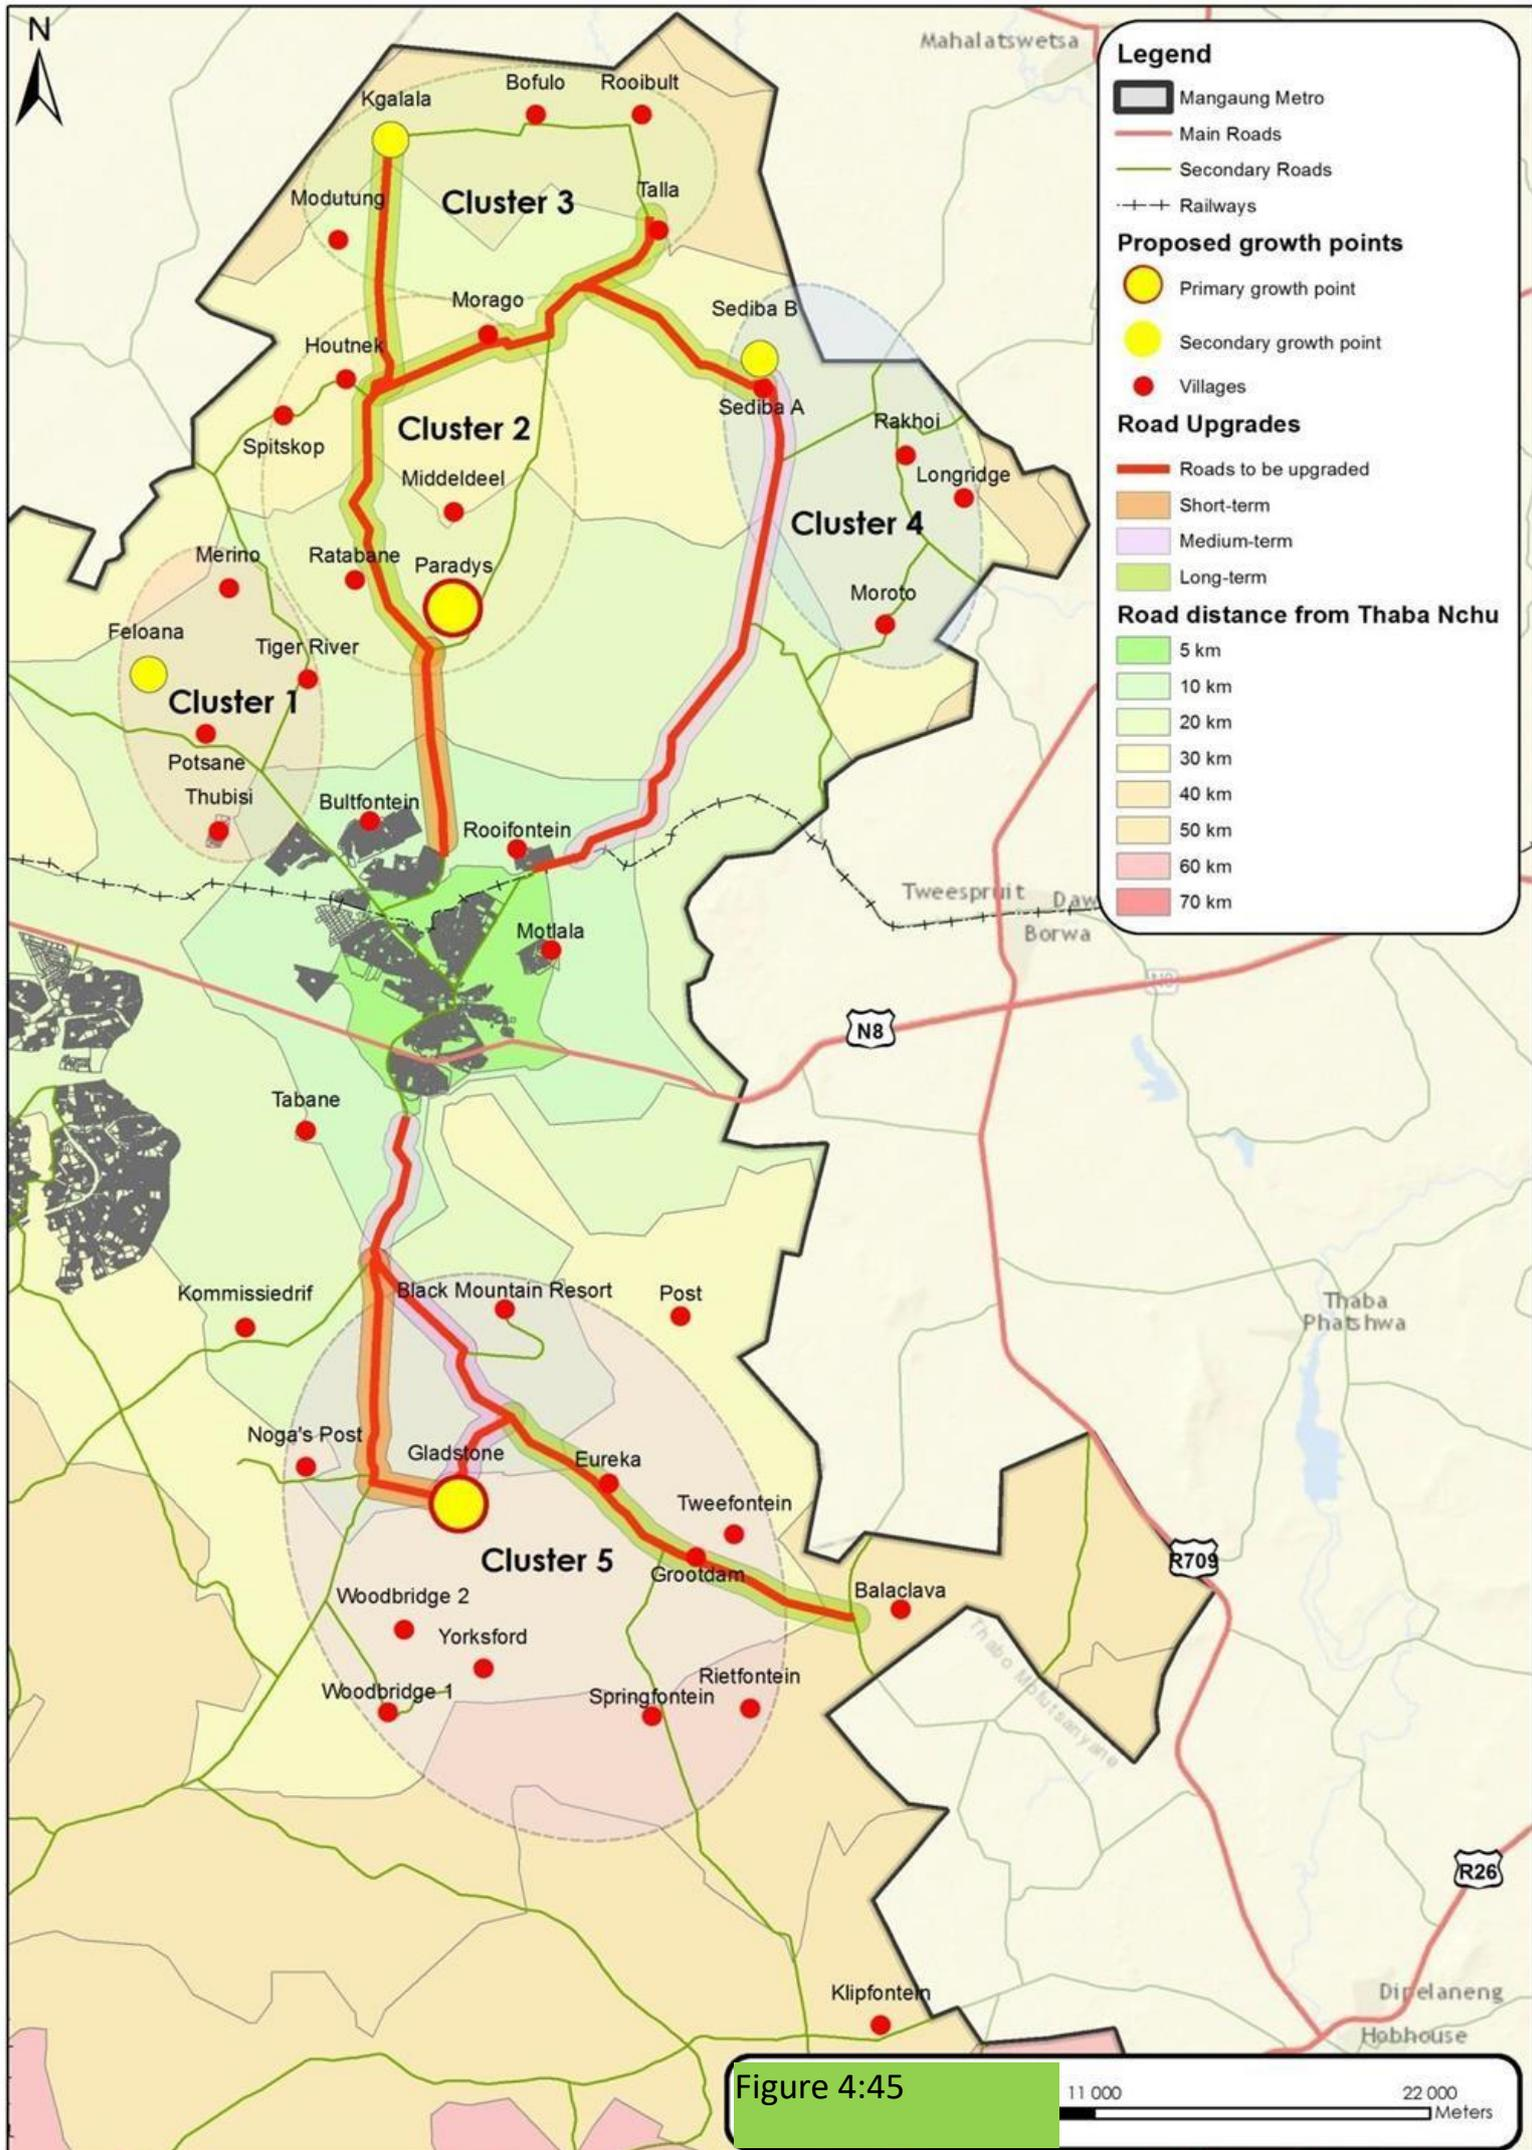 N
Mahalatswetsa
Legend
Mangaung Metro
Main Roads
Secondary Roads
Railways
Proposed growth points
Primary growth point
Secondary growth point
Villages
Road Upgrades
Roads to be upgraded
Short-term
Medium-term
Long-term
Road distance from Thaba Nchu
5 km
10 km
20 km
30 km
40 km
50 km
60 km
70 km
Bofulo
Rooibult
Kgalala
Modutung
Cluster 3
Talla
Morago
Sediba B
Houtnek
Sediba A
Cluster 2
Rakhoi
Spitskop
Middeldeel
Longridge
Cluster 4
Merino
Ratabane
Paradys
Moroto
Feloana
Tiger River
Cluster 1
Potsane
Thubisi
Bultfontein
Rooifontein
Tweespruit
Daw
Borwa
Motlala
N8
N8
Tabane
Kommissiedrif
Black Mountain Resort
Post
Thaba
Phatshwa
Noga's Post
Gladstone
Eureka
Tweefontein
Cluster 5
Grootdam
R709
Woodbridge 2
Balaclava
Yorksford
Thabo Mofutsanyane
Rietfontein
Woodbridge 1
Springfontein
R26
Klipfontein
Dipelaneng
Hobhouse
Figure 4:45
11 000
22 000
Meters